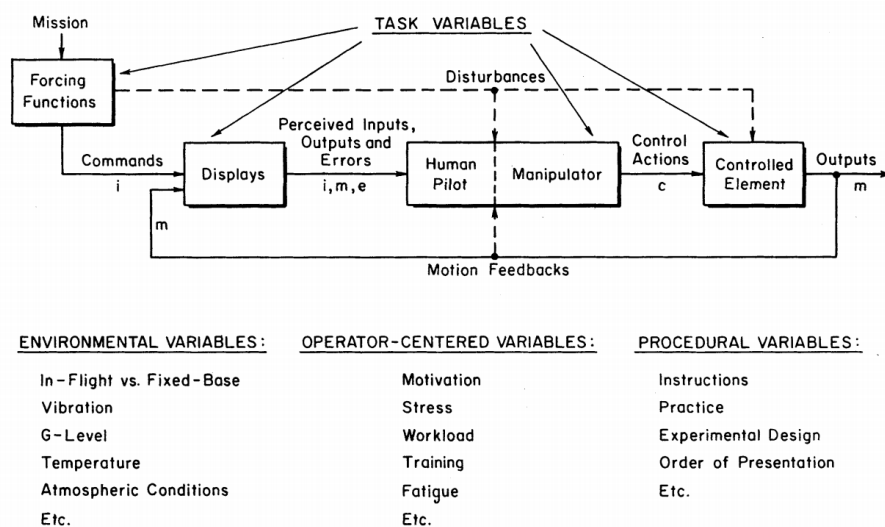 Mission
TASK VARIABLES
Forcing
Functions
Disturbances
Perceived Inputs,
Outputs and
Errors
Commands
i
Displays
i, m, e
Human
Pilot
Manipulator
Control
Actions
c
Controlled
Element
Outputs
m
m
Motion Feedbacks
ENVIRONMENTAL VARIABLES:
In-Flight vs. Fixed-Base
Vibration
G-Level
Temperature
Atmospheric Conditions
Etc.
OPERATOR-CENTERED VARIABLES:
Motivation
Stress
Workload
Training
Fatigue
Etc.
PROCEDURAL VARIABLES:
Instructions
Practice
Experimental Design
Order of Presentation
Etc.